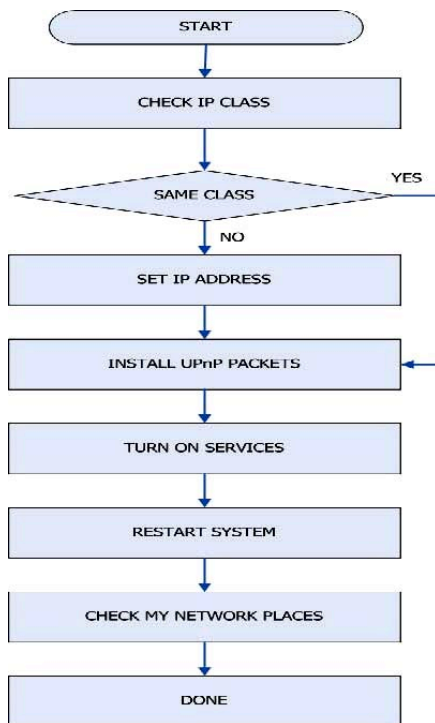 START
CHECK IP CLASS
SAME CLASS
YES
NO
SET IP ADDRESS
INSTALL UPnP PACKETS
TURN ON SERVICES
RESTART SYSTEM
CHECK MY NETWORK PLACES
DONE